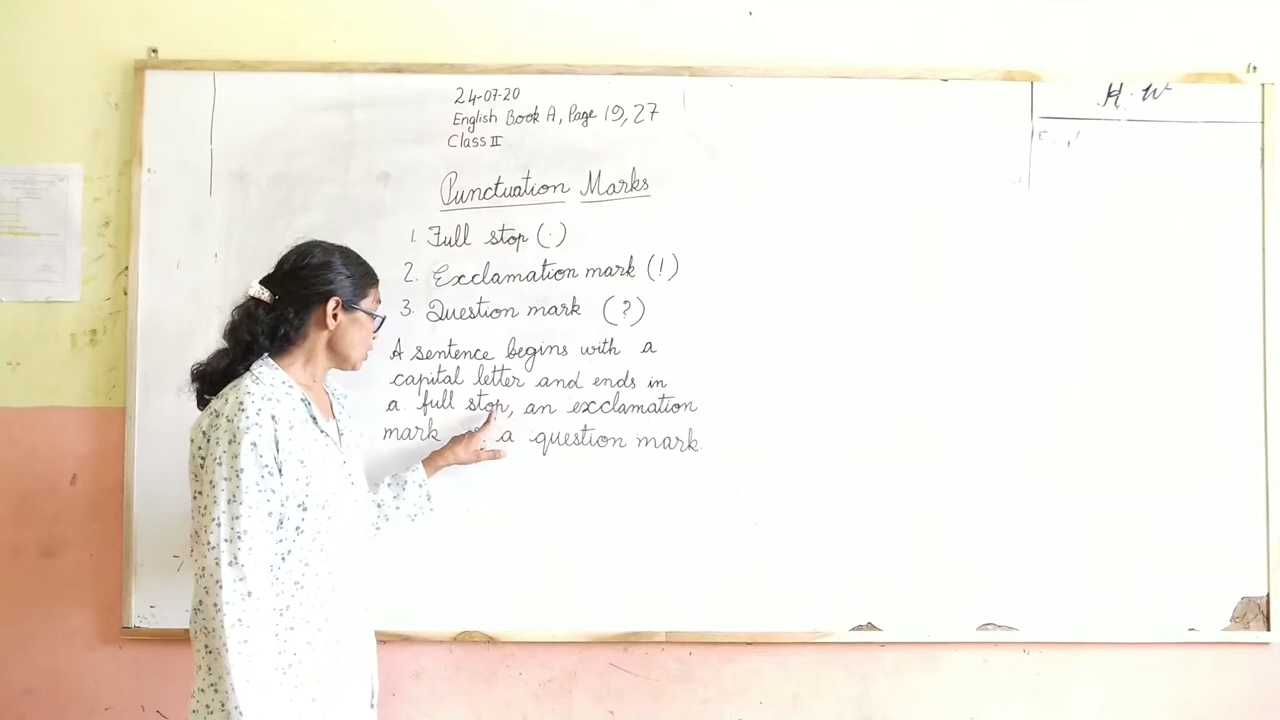 24-07-20
English Book A, Page 19, 27
Class II
H.W
Punctuation Marks
1. Full stop (.)
2. Exclamation mark (!)
3. Question mark (?)
A sentence begins with a
capital letter and ends in
a full stop, an exclamation
mark a question mark.